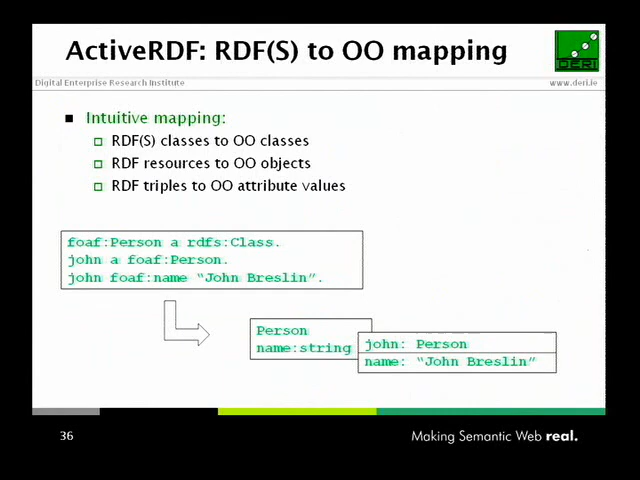 ActiveRDF: RDF(S) to OO mapping
DERI
Digital Enterprise Research Institute
www.deri.ie
Intuitive mapping:
RDF(S) classes to OO classes
RDF resources to OO objects
RDF triples to OO attribute values
foaf:Person a rdfs:Class.
john a foaf:Person.
john foaf:name “John Breslin”.
Person
name:string
john: Person
name: “John Breslin”
36
Making Semantic Web real.